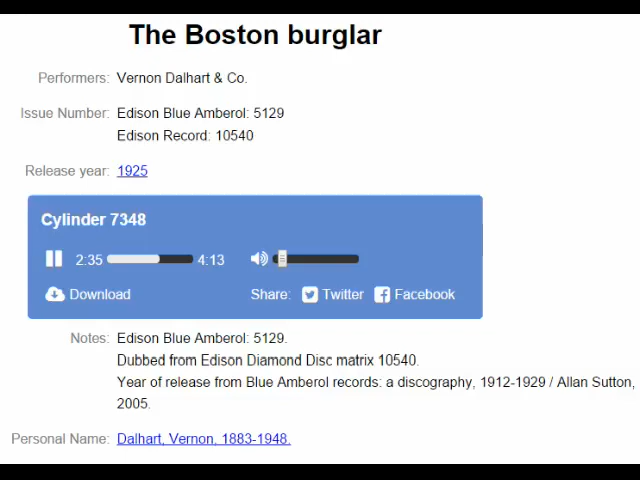 The Boston burglar
Performers: Vernon Dalhart & Co.
Issue Number: Edison Blue Amberol: 5129
Edison Record: 10540
Release year: 1925
Cylinder 7348
2:35 4:13
Download Share: Twitter Facebook
Notes: Edison Blue Amberol: 5129.
Dubbed from Edison Diamond Disc matrix 10540.
Year of release from Blue Amberol records: a discography, 1912-1929 / Allan Sutton,
2005.
Personal Name: Dalhart, Vernon, 1883-1948.